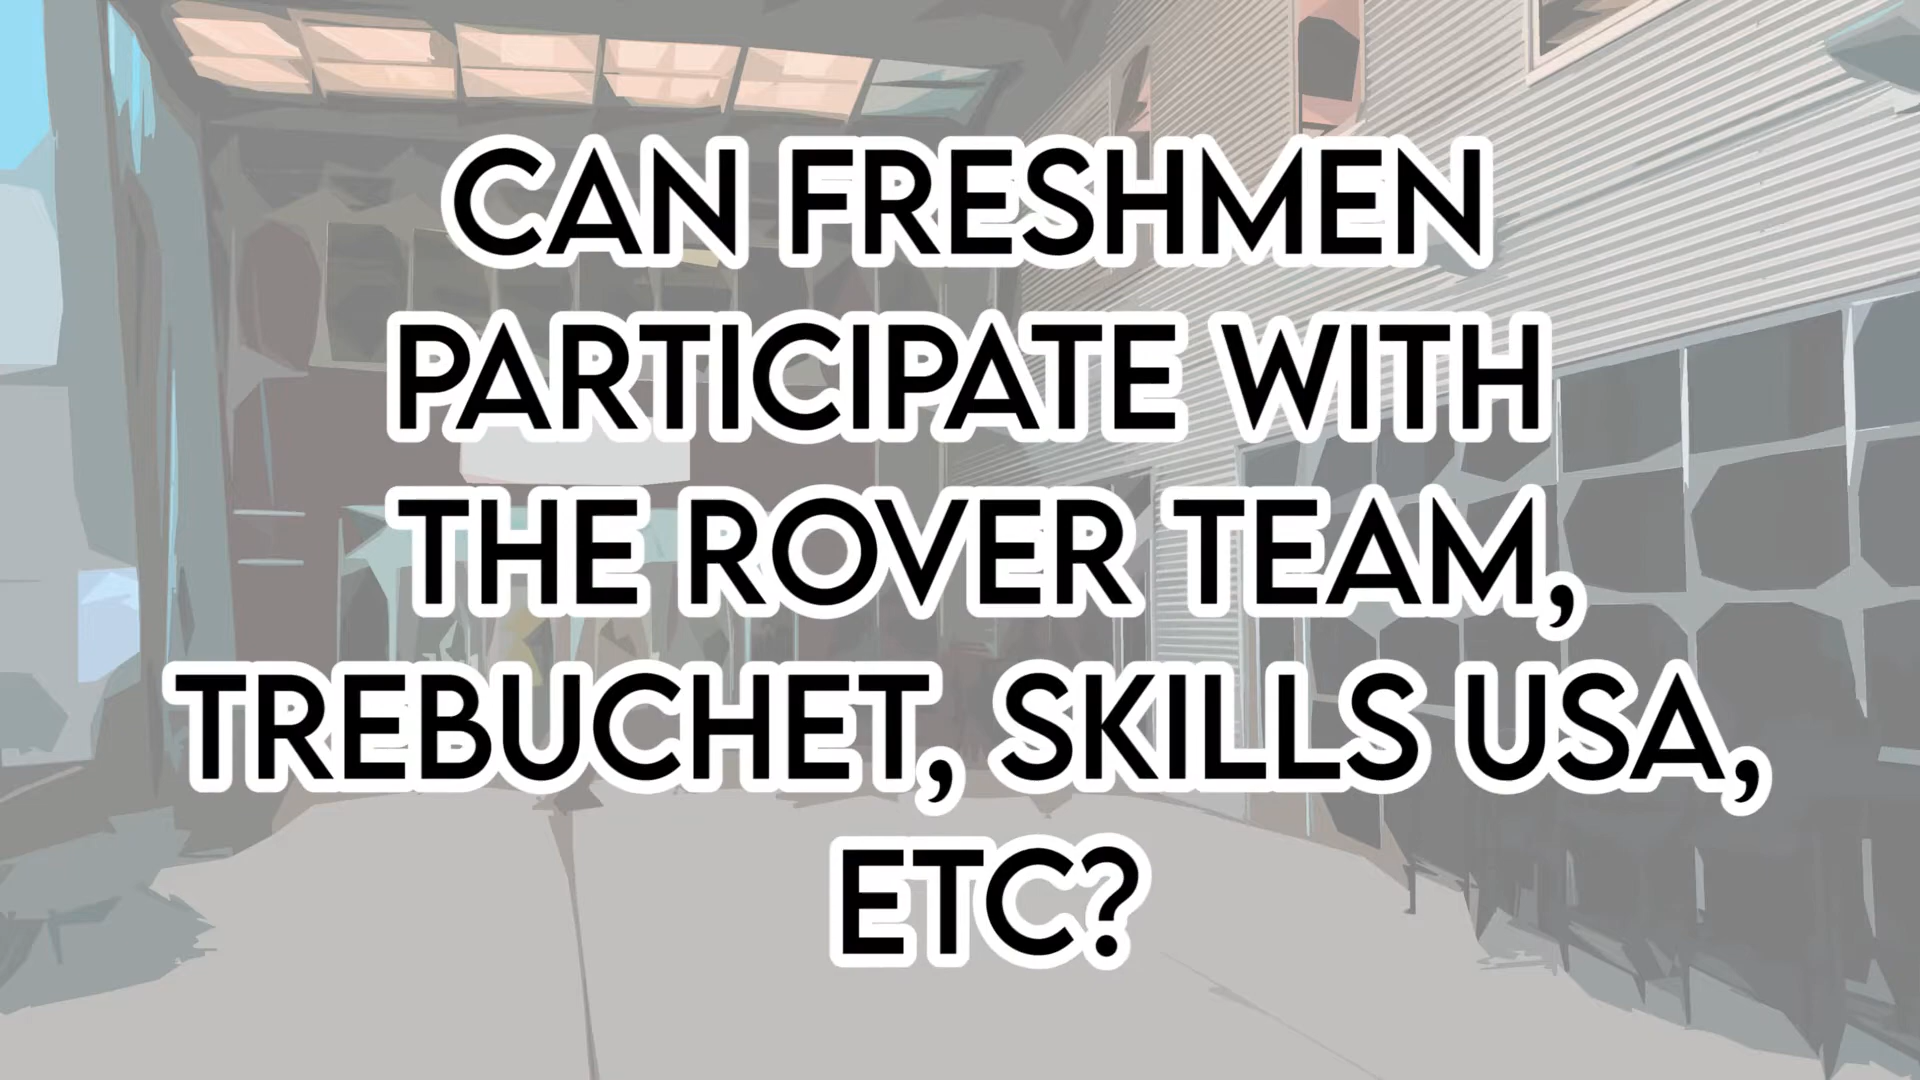 CAN FRESHMEN
PARTICIPATE WITH
THE ROVER TEAM,
TREBUCHET, SKILLS USA,
ETC?